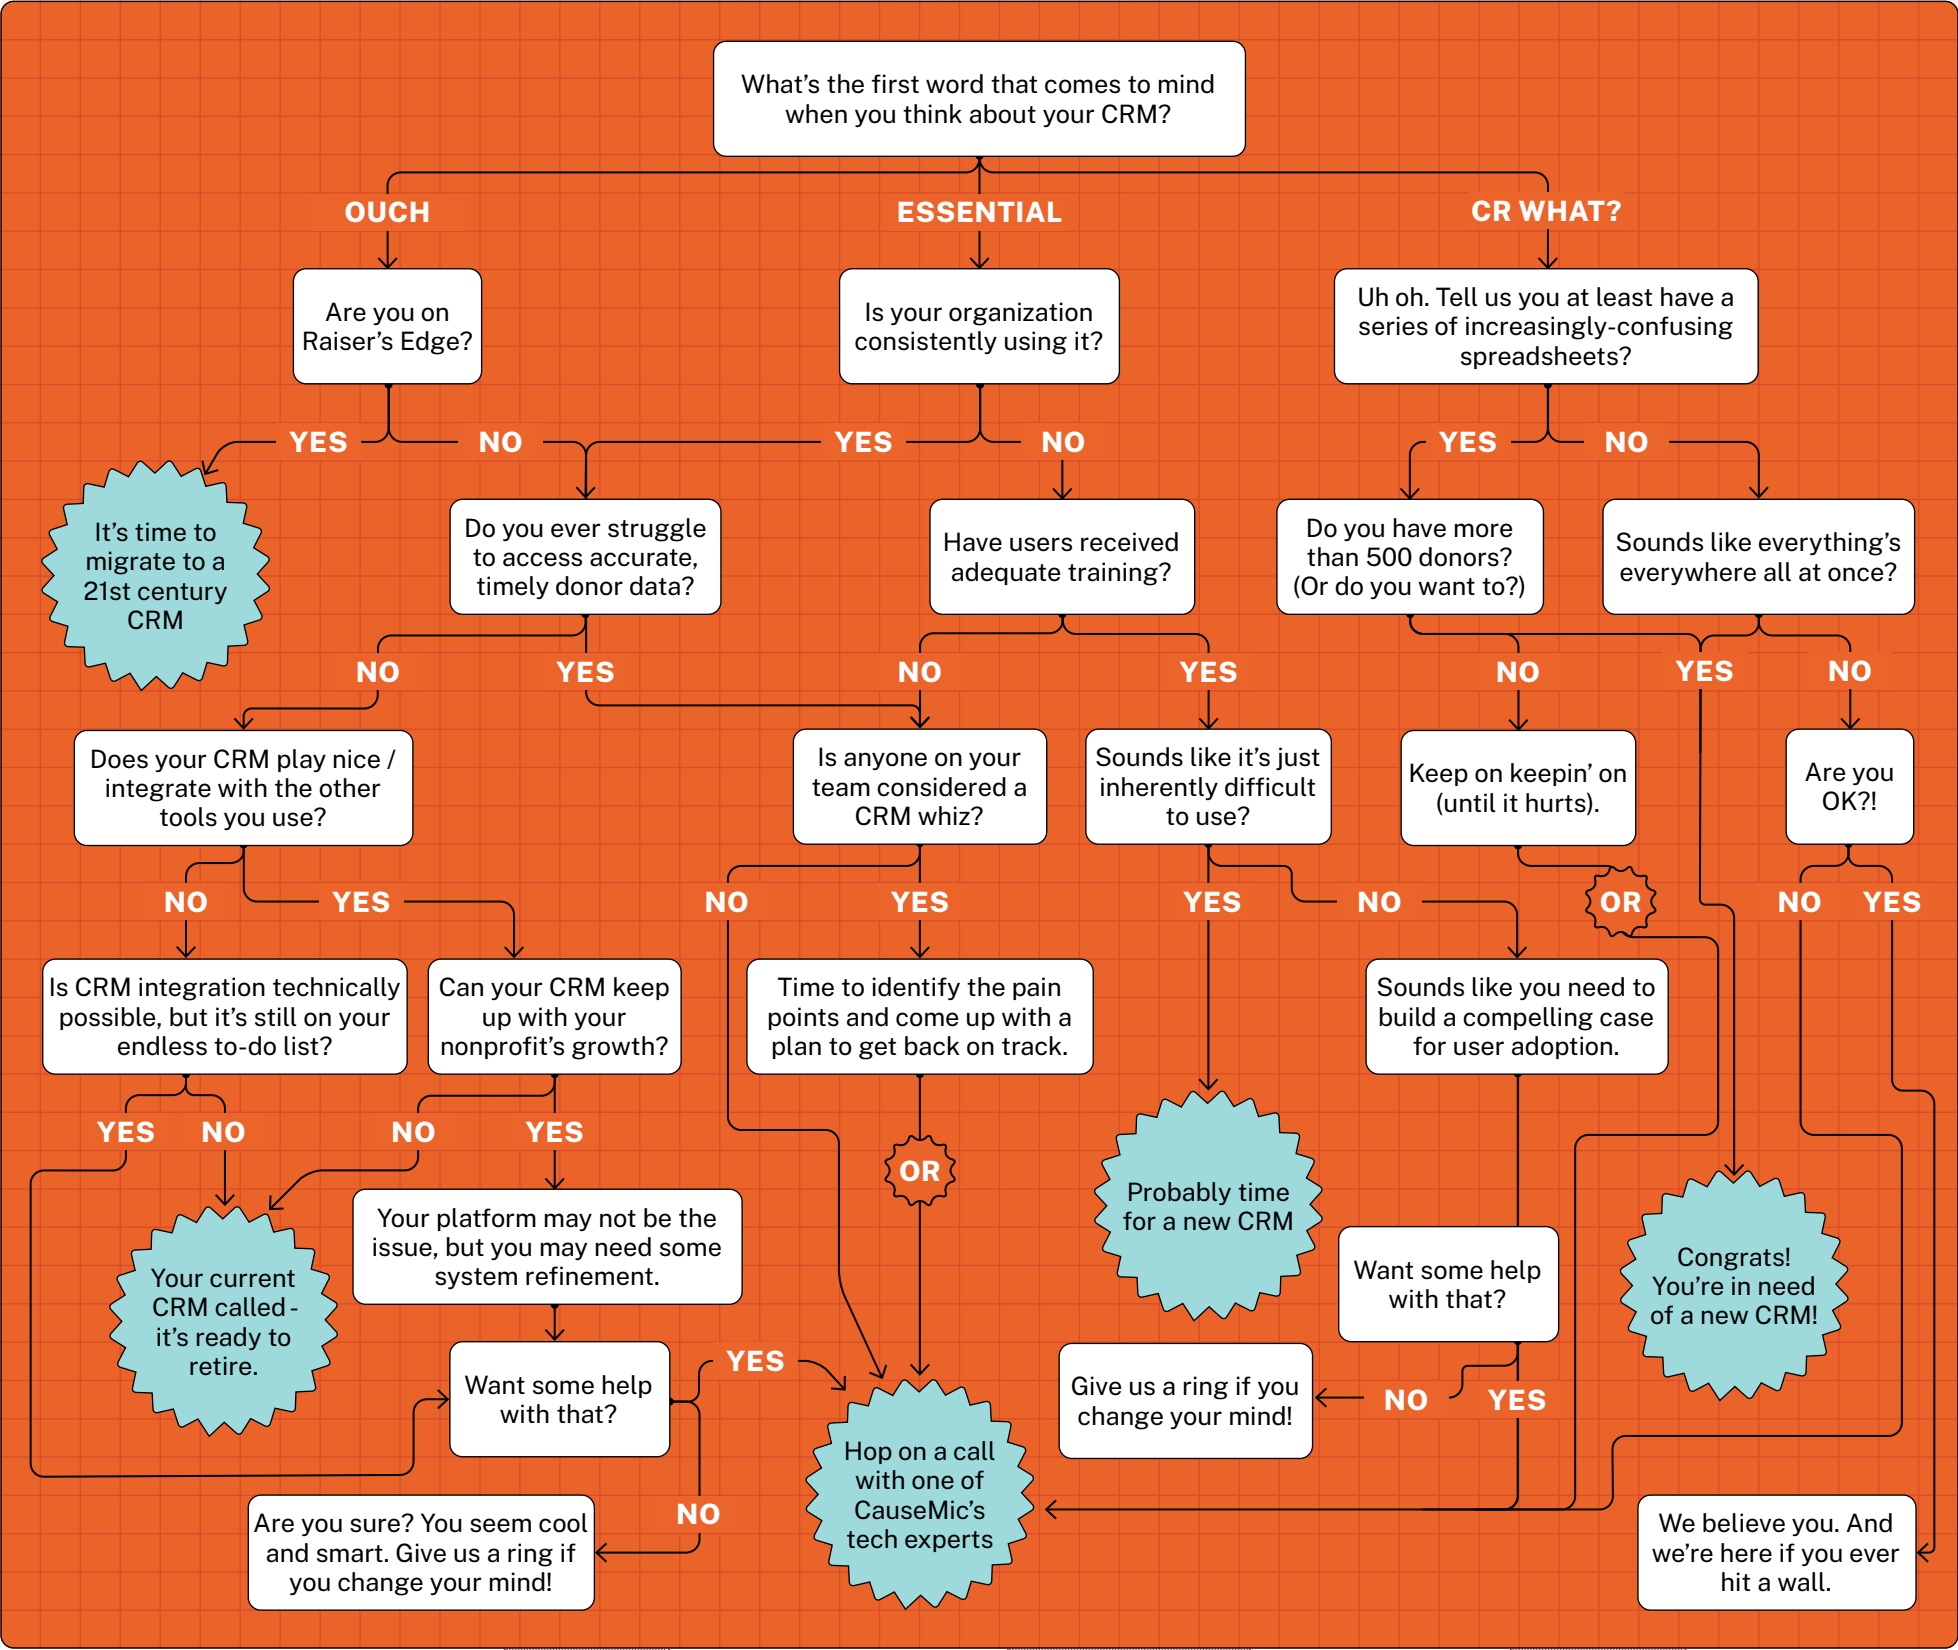 What's the first word that comes to mind
when you think about your CRM?
OUCH
ESSENTIAL
CR WHAT?
Are you on
Raiser's Edge?
Is your organization
consistently using it?
Uh oh. Tell us you at least have a
series of increasingly-confusing
spreadsheets?
YES
NO
YES
NO
YES
NO
It's time to
migrate to a
21st century
CRM
Do you ever struggle
to access accurate,
timely donor data?
Have users received
adequate training?
Do you have more
than 500 donors?
(Or do you want to?)
Sounds like everything's
everywhere all at once?
NO
YES
NO
YES
NO
YES
NO
Does your CRM play nice /
integrate with the other
tools you use?
Is anyone on your
team considered a
CRM whiz?
Sounds like it's just
inherently difficult
to use?
Keep on keepin' on
(until it hurts).
Are you
OK?!
NO
YES
NO
YES
YES
NO
OR
NO
YES
Is CRM integration technically
possible, but it's still on your
endless to-do list?
Can your CRM keep
up with your
nonprofit's growth?
Time to identify the pain
points and come up with a
plan to get back on track.
Sounds like you need to
build a compelling case
for user adoption.
YES
NO
NO
YES
OR
Your current
CRM called -
it's ready to
retire.
Your platform may not be the
issue, but you may need some
system refinement.
Probably time
for a new CRM
Want some help
with that?
Congrats!
You're in need
of a new CRM!
Want some help
with that?
YES
NO
Give us a ring if you
change your mind!
NO
YES
Hop on a call
with one of
CauseMic's
tech experts
Are you sure? You seem cool
and smart. Give us a ring if
you change your mind!
We believe you. And
we're here if you ever
hit a wall.